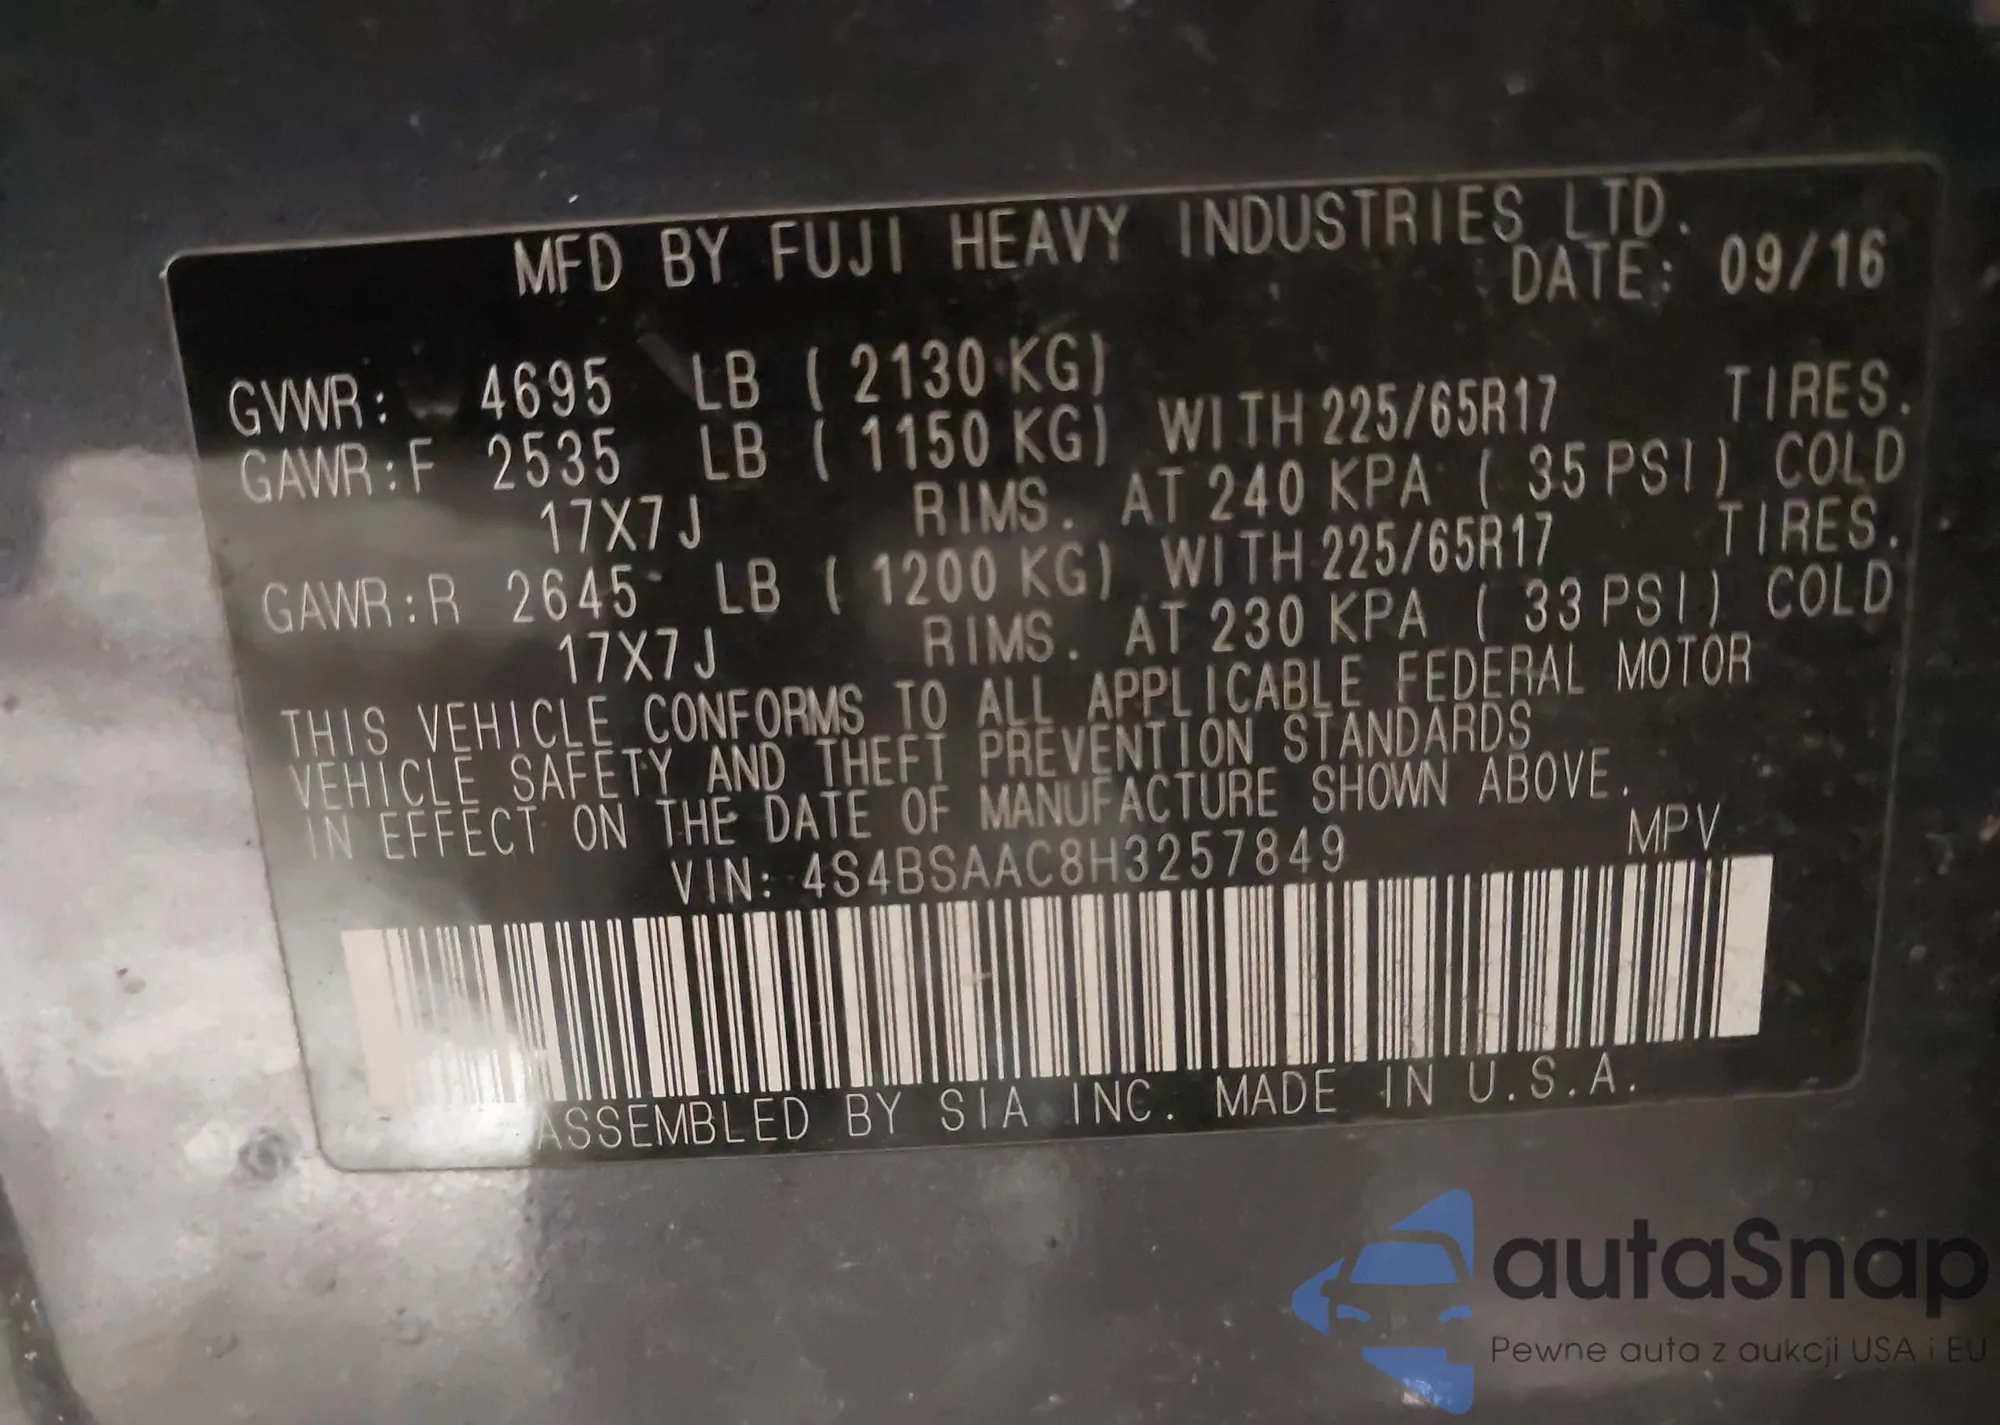 MFD BY FUJI HEAVY INDUSTRIES LTD.
DATE: 09/16
GVWR: 4695 LB ( 2130 KG)
GAWR:F 2535 LB ( 1150 KG) WITH 225/65R17 TIRES.
17X7J RIMS. AT 240 KPA ( 35 PSI) COLD
GAWR:R 2645 LB ( 1200 KG) WITH 225/65R17 TIRES.
17X7J RIMS. AT 230 KPA ( 33 PSI) COLD
THIS VEHICLE CONFORMS TO ALL APPLICABLE FEDERAL MOTOR
VEHICLE SAFETY AND THEFT PREVENTION STANDARDS
IN EFFECT ON THE DATE OF MANUFACTURE SHOWN ABOVE.
VIN: 4S4BSAAC8H3257849 MPV
ASSEMBLED BY SIA INC. MADE IN U.S.A.
autaSnap
Pewne auta z aukcji USA i EU